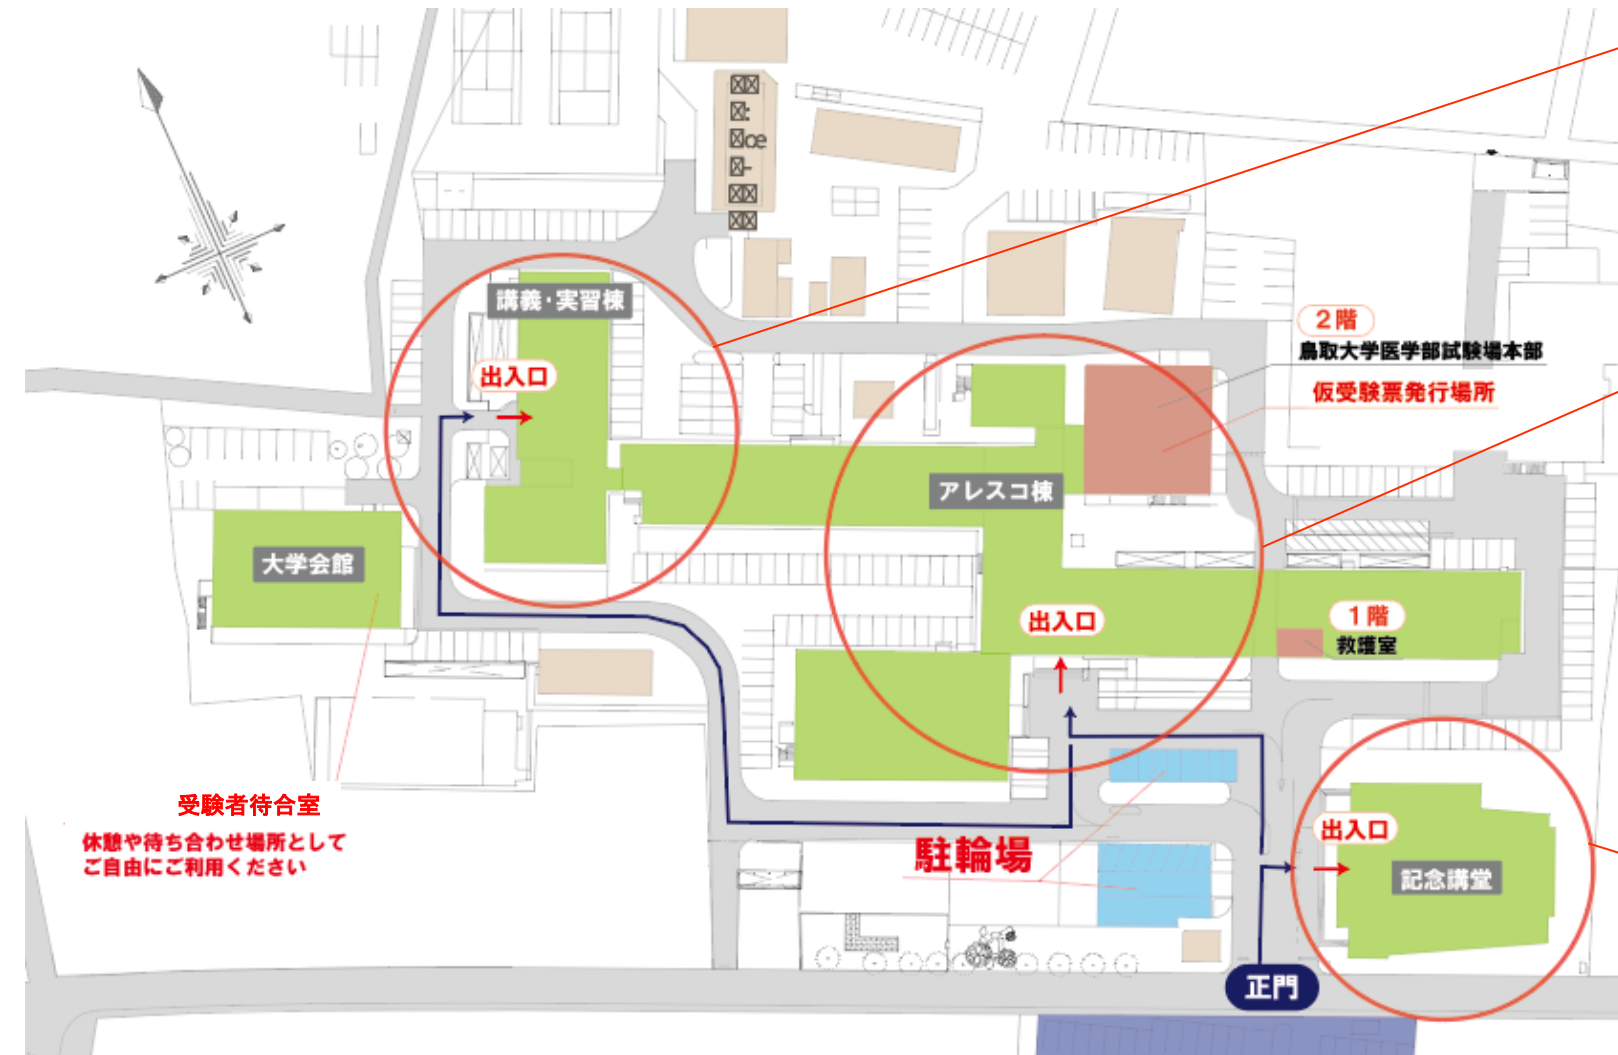 講義・実習棟
出入口
2階
鳥取大学医学部試験場本部
仮受験票発行場所
アレスコ棟
大学会館
出入口
1階
救護室
受験者待合室
休憩や待ち合わせ場所として
ご自由にご利用ください
駐輪場
出入口
記念講堂
正門